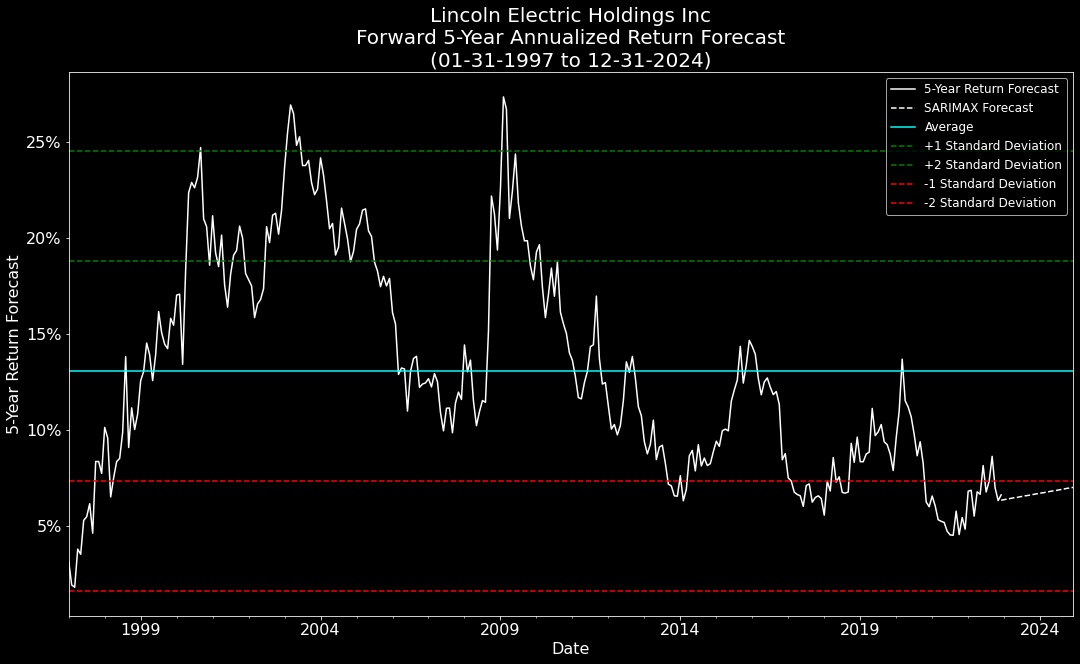 Lincoln Electric Holdings Inc
Forward 5-Year Annualized Return Forecast
(01-31-1997 to 12-31-2024)
5-Year Return Forecast
SARIMAX Forecast
Average
+1 Standard Deviation
+2 Standard Deviation
-1 Standard Deviation
-2 Standard Deviation
5-Year Return Forecast
25%
20%
15%
10%
5%
1999
2004
2009
2014
2019
2024
Date